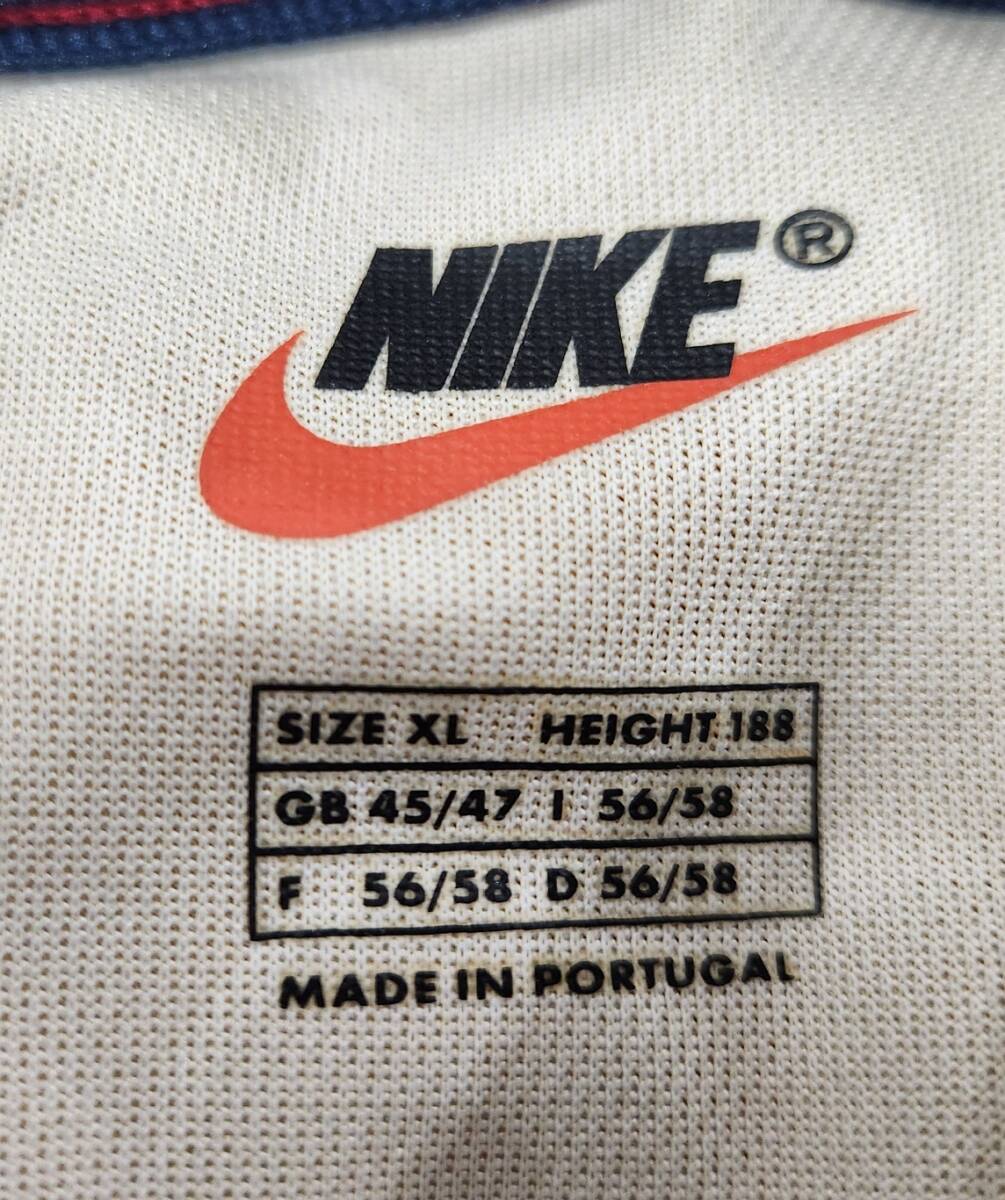 NIKE®
SIZE XL HEIGHT 188
GB 45/47 I 56/58
F 56/58 D 56/58
MADE IN PORTUGAL